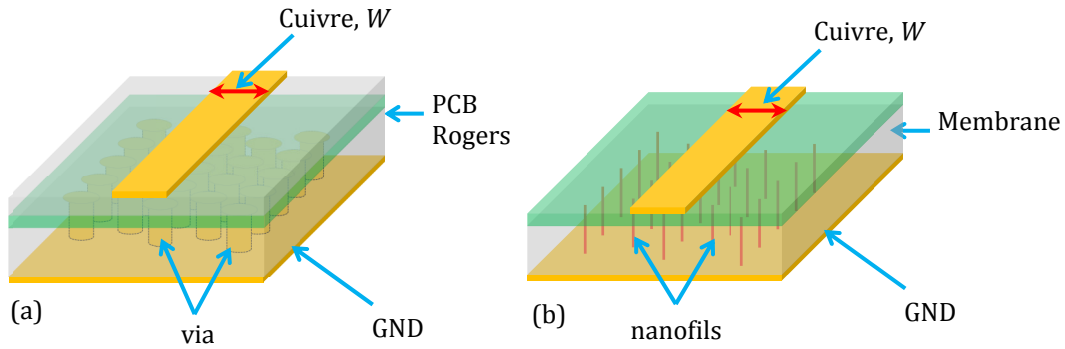 Cuivre, W
PCB
Rogers
(a)
via
GND
Cuivre, W
Membrane
(b)
nanofils
GND